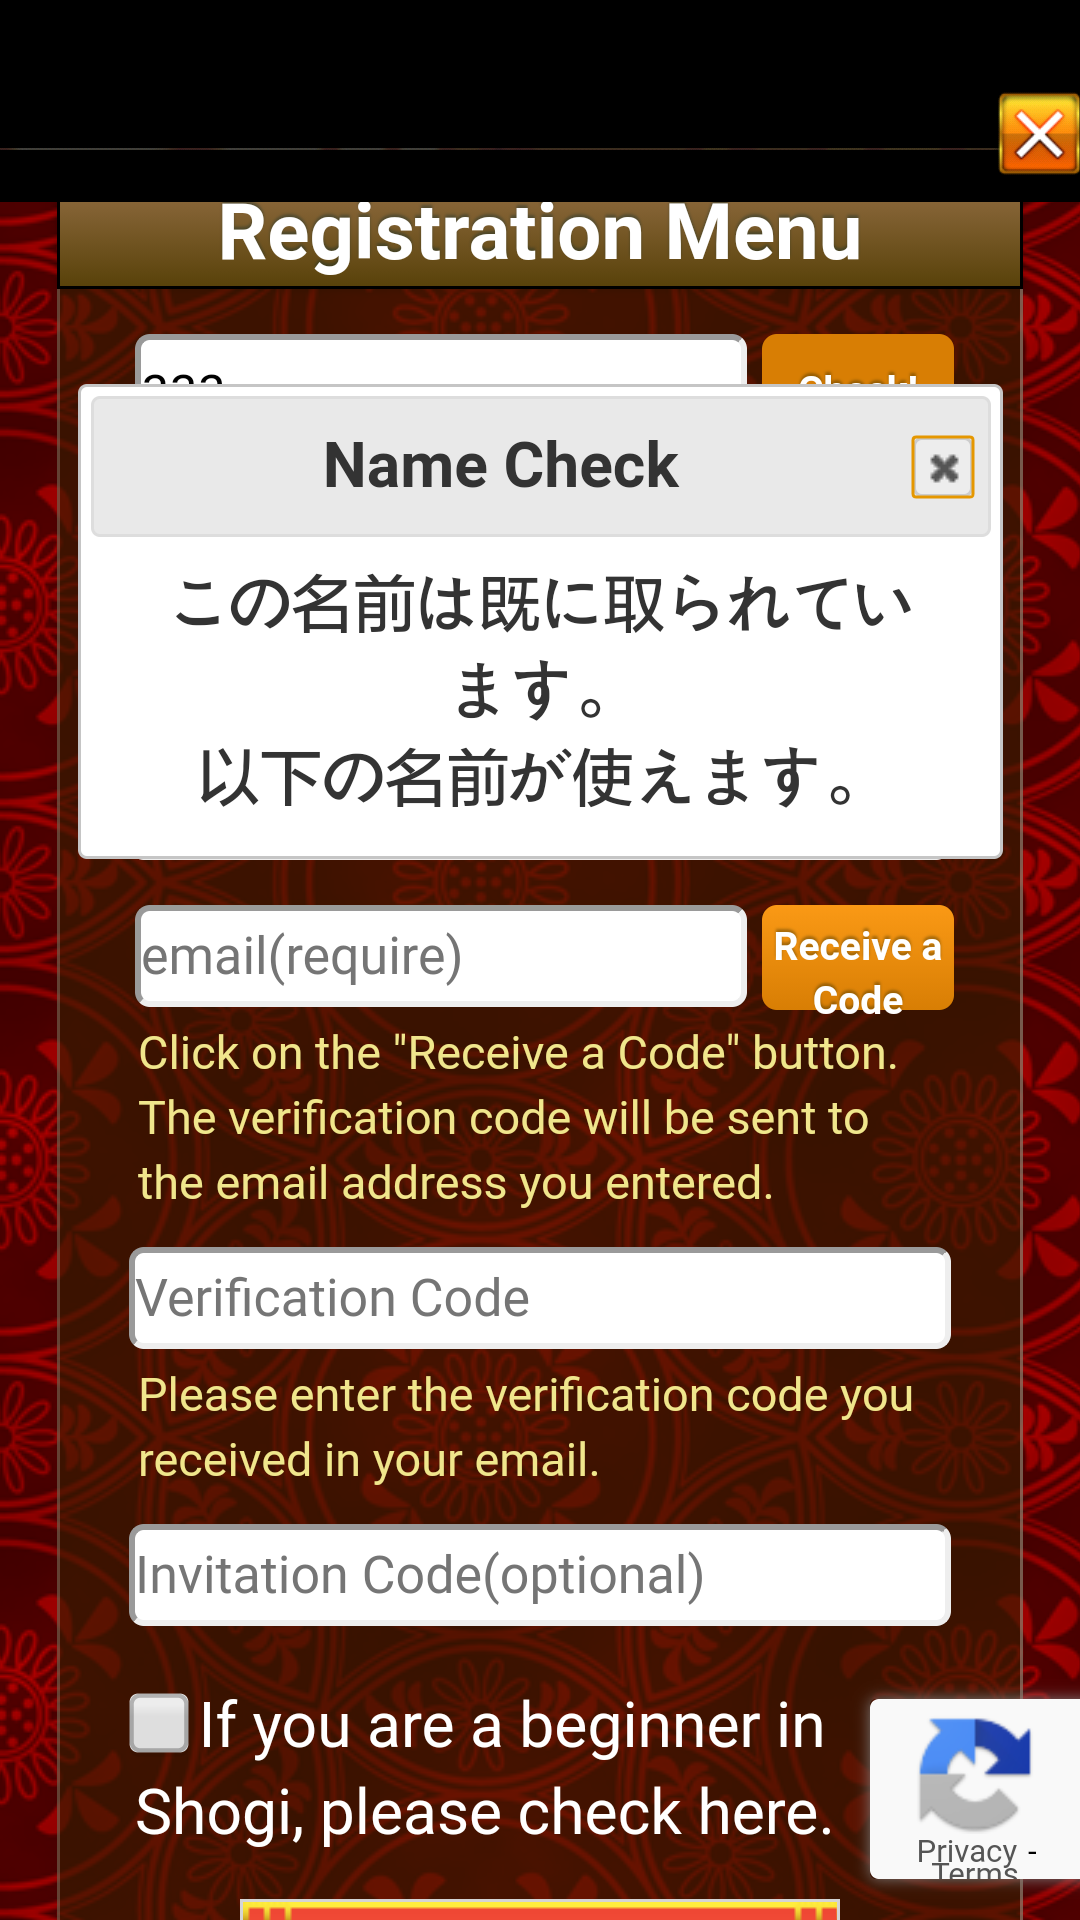 Registration Menu
Check!
Name Check
この名前は既に取られてい
ます。
以下の名前が使えます。
email(require)
Receive a
Code
Click on the "Receive a Code" button.
The verification code will be sent to
the email address you entered.
Verification Code
Please enter the verification code you
received in your email.
Invitation Code(optional)
If you are a beginner in
Shogi, please check here.
Privacy -
Terms